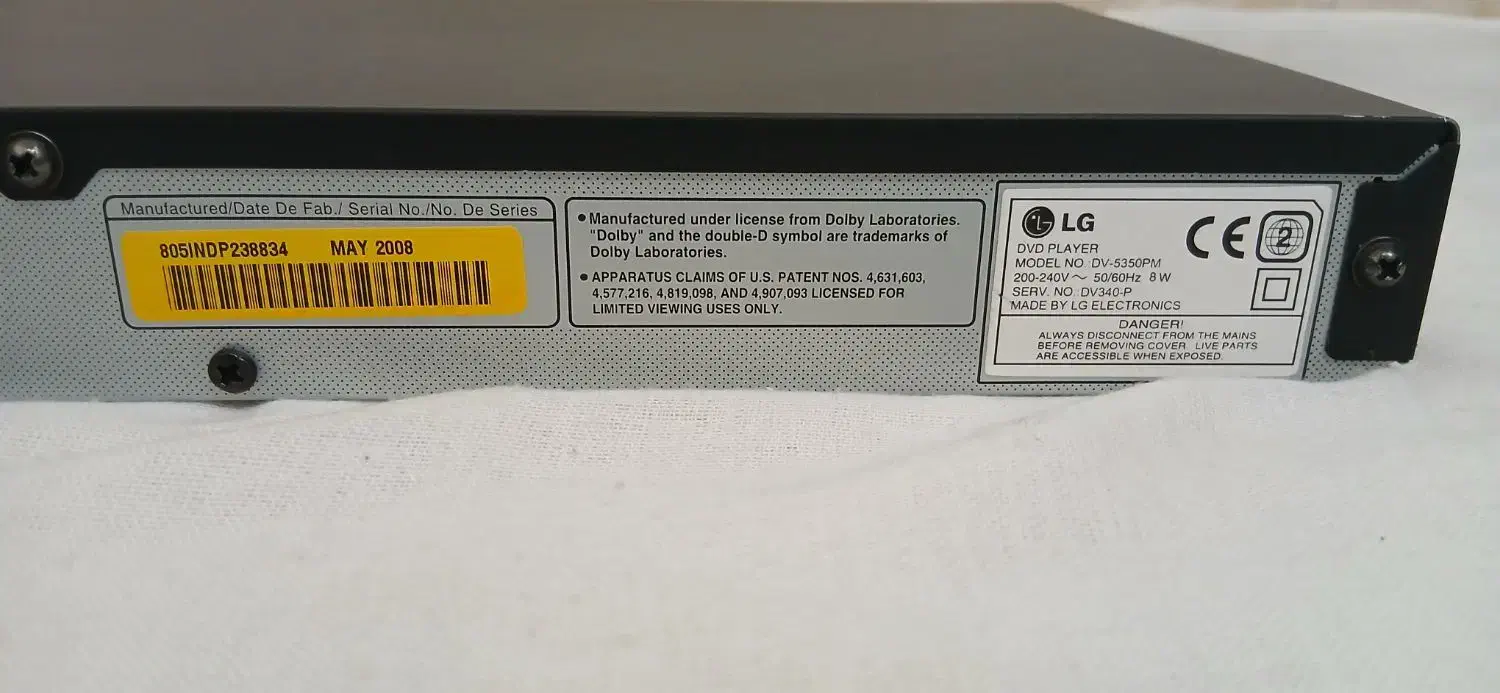 Manufactured/Date De Fab./ Serial No./No. De Series
805INDP238834 MAY 2008
● Manufactured under license from Dolby Laboratories.
"Dolby" and the double-D symbol are trademarks of
Dolby Laboratories.
● APPARATUS CLAIMS OF U.S. PATENT NOS. 4,631,603,
4,577,216, 4,819,098, AND 4,907,093 LICENSED FOR
LIMITED VIEWING USES ONLY.
LG
CE
2
DVD PLAYER
MODEL NO. DV-5350PM
200-240V～ 50/60Hz 8 W
SERV. NO. DV340-P
MADE BY LG ELECTRONICS
DANGER!
ALWAYS DISCONNECT FROM THE MAINS
BEFORE REMOVING COVER. LIVE PARTS
ARE ACCESSIBLE WHEN EXPOSED.